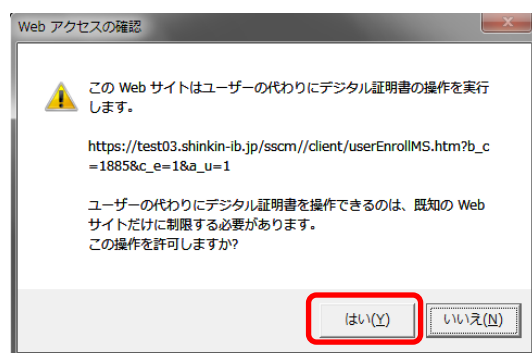 Web アクセスの確認
この Web サイトはユーザーの代わりにデジタル証明書の操作を実行
します。
https://test03.shinkin-ib.jp/sscm//client/userEnrollMS.htm?b_c
=1885&c_e=1&a_u=1
ユーザーの代わりにデジタル証明書を操作できるのは、既知の Web
サイトだけに制限する必要があります。
この操作を許可しますか?
はい(Y) いいえ(N)